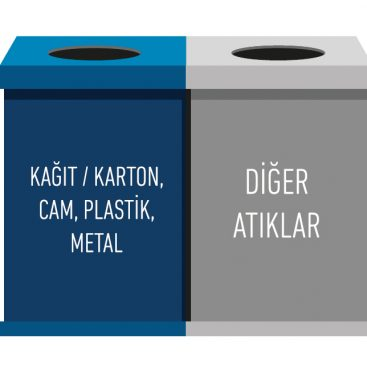 KAĞIT / KARTON,
CAM, PLASTİK,
METAL
DİĞER
ATIKLAR